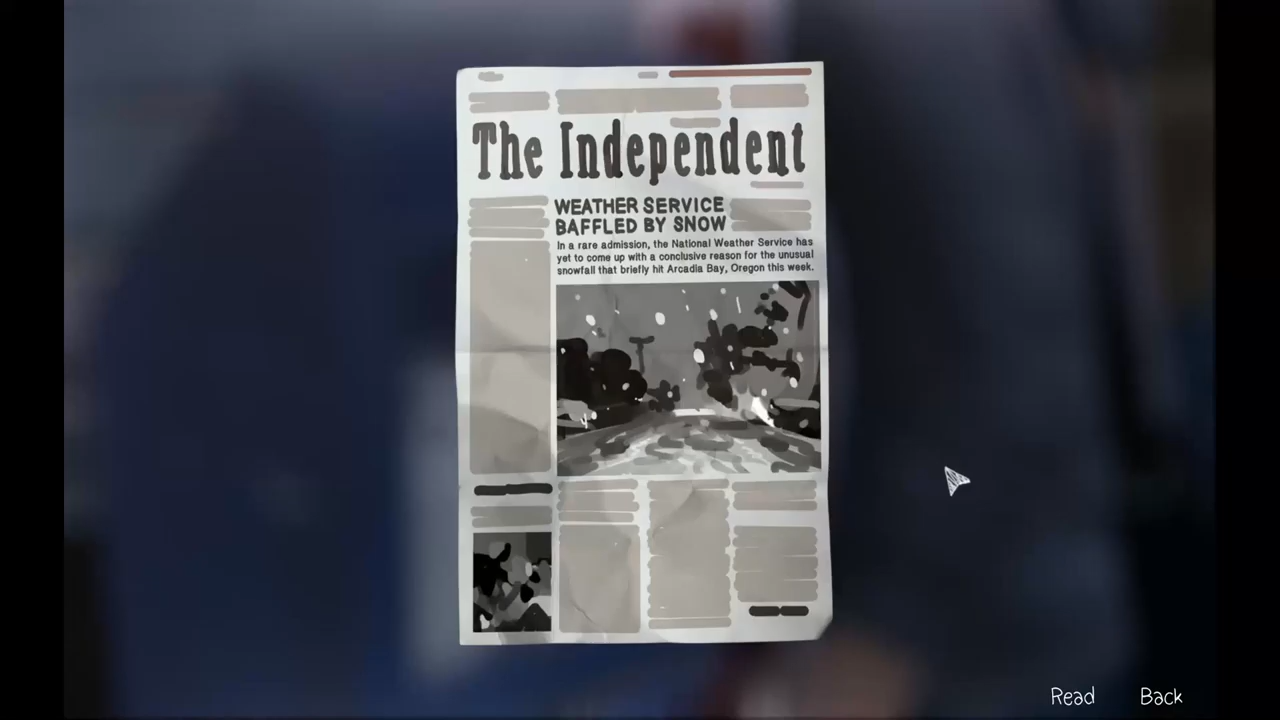 The Independent
WEATHER SERVICE
BAFFLED BY SNOW
In a rare admission, the National Weather Service has
yet to come up with a conclusive reason for the unusual
snowfall that briefly hit Arcadia Bay, Oregon this week.
Read Back